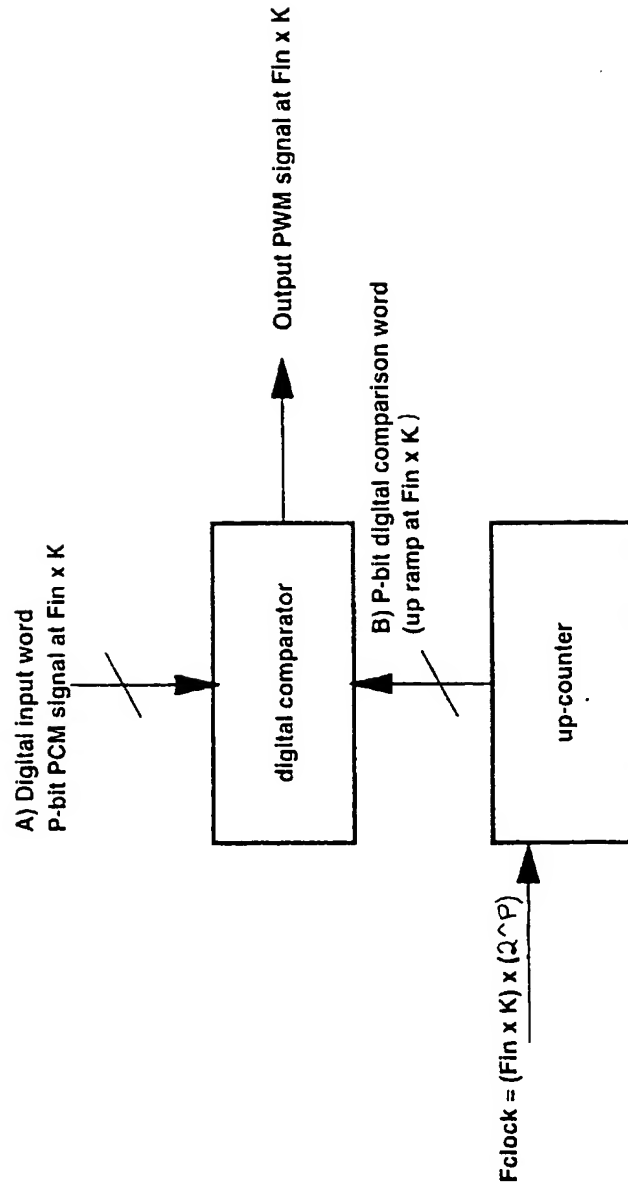 A) Digital input word
P-bit PCM signal at Fin x K
digital comparator
Output PWM signal at Fin x K
B) P-bit digital comparison word
(up ramp at Fin x K )
up-counter
Fclock = (Fin x K) x (2^P)